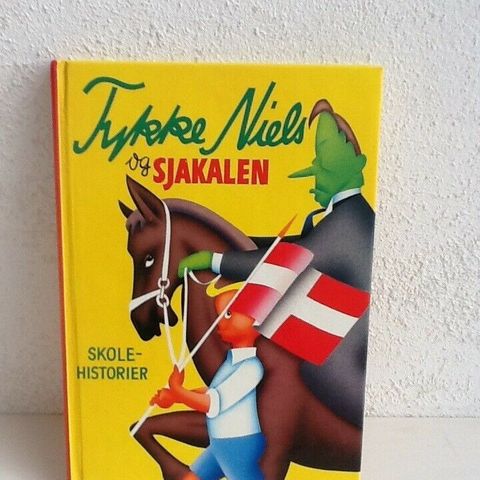 Tykke Niels
og SJAKALEN
SKOLE-
HISTORIER